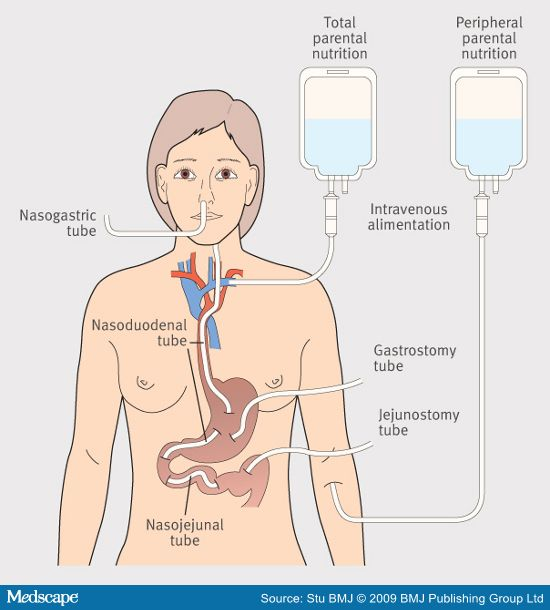 Total
parental
nutrition
Peripheral
parental
nutrition
Nasogastric
tube
Intravenous
alimentation
Nasoduodenal
tube
Gastrostomy
tube
Jejunostomy
tube
Nasojejunal
tube
Medscape
Source: Stu BMJ © 2009 BMJ Publishing Group Ltd